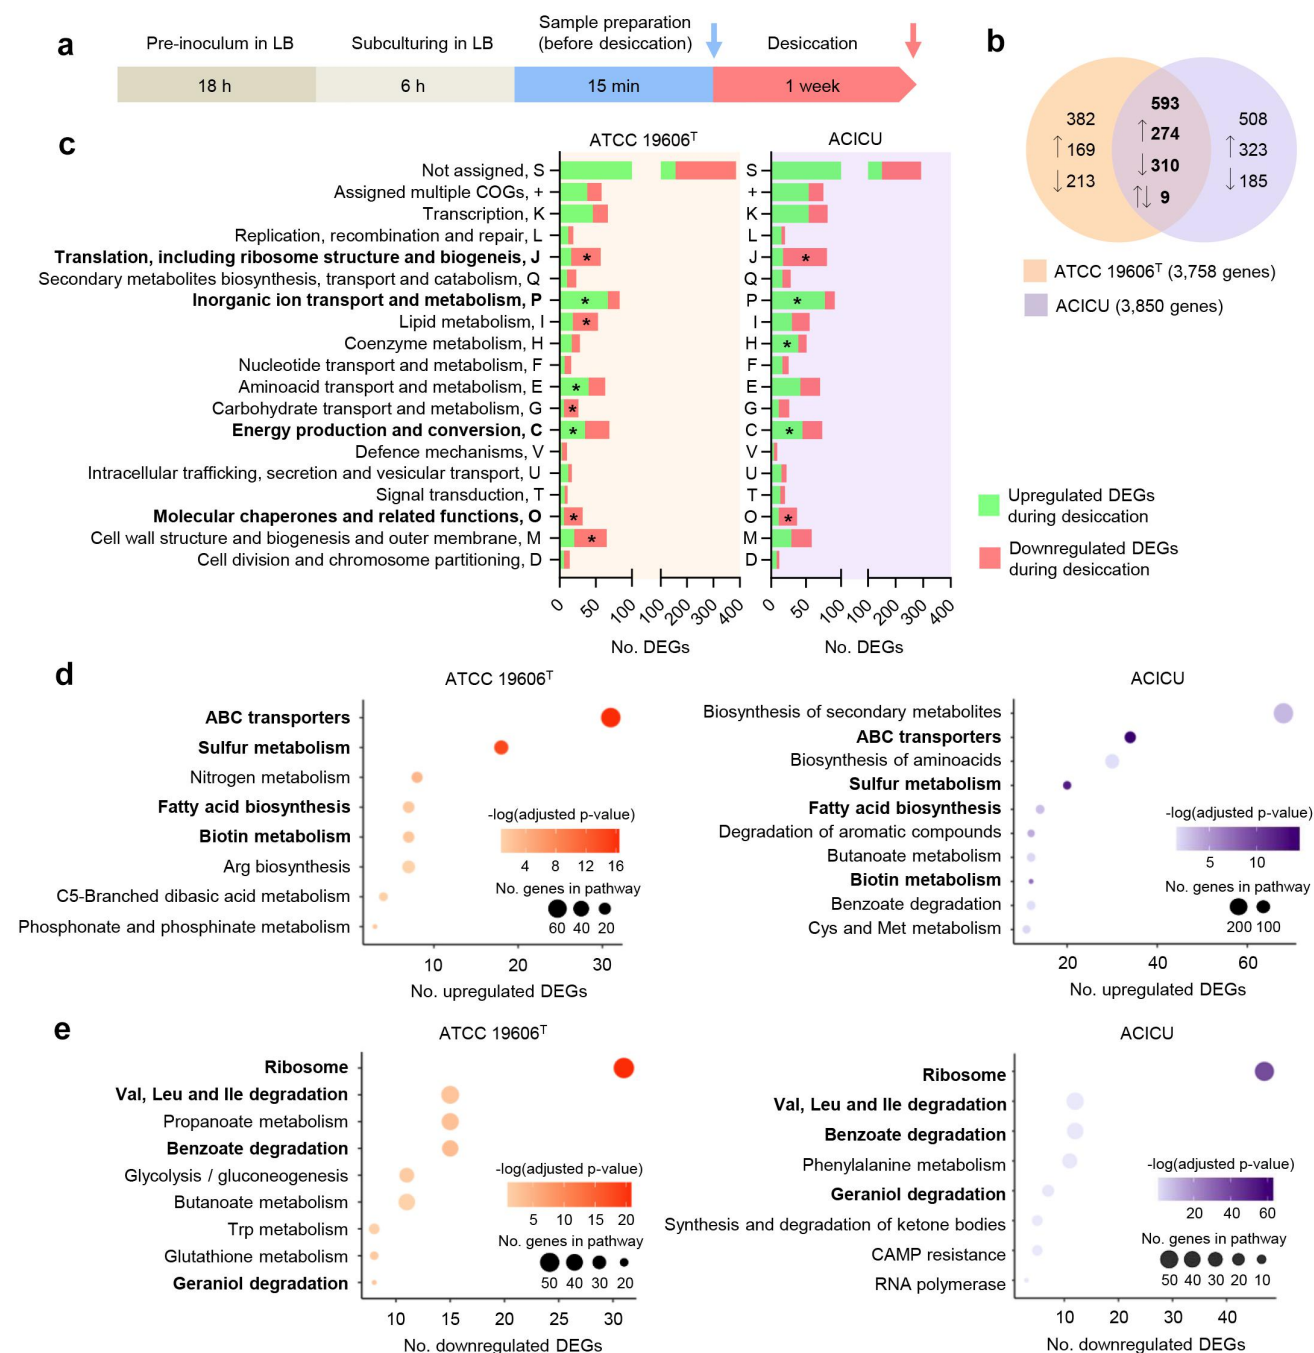 a
Pre-inoculum in LB
Subculturing in LB
Sample preparation
(before desiccation)
Desiccation
18 h
6 h
15 min
1 week
b
382
↑ 169
↓ 213
593
↑ 274
↓ 310
↑↓ 9
508
↑ 323
↓ 185
ATCC 19606T (3,758 genes)
ACICU (3,850 genes)
c
ATCC 19606T
ACICU
Not assigned, S
Assigned multiple COGs, +
Transcription, K
Replication, recombination and repair, L
Translation, including ribosome structure and biogeneis, J
Secondary metabolites biosynthesis, transport and catabolism, Q
Inorganic ion transport and metabolism, P
Lipid metabolism, I
Coenzyme metabolism, H
Nucleotide transport and metabolism, F
Aminoacid transport and metabolism, E
Carbohydrate transport and metabolism, G
Energy production and conversion, C
Defence mechanisms, V
Intracellular trafficking, secretion and vesicular transport, U
Signal transduction, T
Molecular chaperones and related functions, O
Cell wall structure and biogenesis and outer membrane, M
Cell division and chromosome partitioning, D
* * * * * * * *
0 50 100 100 200 300 400
No. DEGs
S
+
K
L
J
Q
P
I
H
F
E
G
C
V
U
T
O
M
D
* * * * *
0 50 100 100 200 300 400
No. DEGs
Upregulated DEGs
during desiccation
Downregulated DEGs
during desiccation
d
ATCC 19606T
ABC transporters
Sulfur metabolism
Nitrogen metabolism
Fatty acid biosynthesis
Biotin metabolism
Arg biosynthesis
C5-Branched dibasic acid metabolism
Phosphonate and phosphinate metabolism
-log(adjusted p-value)
4 8 12 16
No. genes in pathway
60 40 20
10 20 30
No. upregulated DEGs
ACICU
Biosynthesis of secondary metabolites
ABC transporters
Biosynthesis of aminoacids
Sulfur metabolism
Fatty acid biosynthesis
Degradation of aromatic compounds
Butanoate metabolism
Biotin metabolism
Benzoate degradation
Cys and Met metabolism
-log(adjusted p-value)
5 10
No. genes in pathway
200 100
20 40 60
No. upregulated DEGs
e
ATCC 19606T
Ribosome
Val, Leu and Ile degradation
Propanoate metabolism
Benzoate degradation
Glycolysis / gluconeogenesis
Butanoate metabolism
Trp metabolism
Glutathione metabolism
Geraniol degradation
-log(adjusted p-value)
5 10 15 20
No. genes in pathway
50 40 30 20
10 15 20 25 30
No. downregulated DEGs
ACICU
Ribosome
Val, Leu and Ile degradation
Benzoate degradation
Phenylalanine metabolism
Geraniol degradation
Synthesis and degradation of ketone bodies
CAMP resistance
RNA polymerase
-log(adjusted p-value)
20 40 60
No. genes in pathway
50 40 30 20 10
10 20 30 40
No. downregulated DEGs